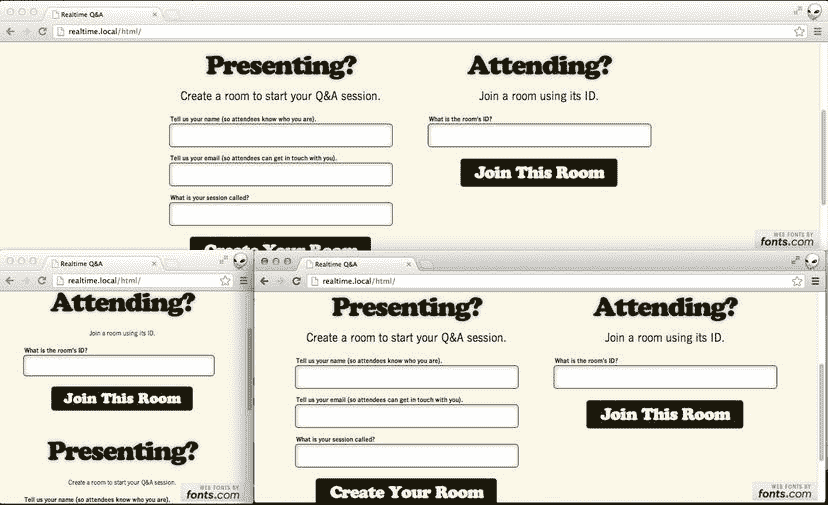 Realtime Q&A
realtime.local/html/
Presenting?
Create a room to start your Q&A session.
Tell us your name (so attendees know who you are).
Tell us your email (so attendees can get in touch with you).
What is your session called?
Create Your Room
Attending?
Join a room using its ID.
What is the room's ID?
Join This Room
WEB FONTS BY
fonts.com
Realtime Q&A
realtime.local/html/
Attending?
Join a room using its ID.
What is the room's ID?
Join This Room
Presenting?
Create a room to start your Q&A session.
Tell us your name (so attendees know who you are).
WEB FONTS BY
fonts.com
Realtime Q&A
realtime.local/html/
Presenting?
Create a room to start your Q&A session.
Tell us your name (so attendees know who you are).
Tell us your email (so attendees can get in touch with you).
What is your session called?
Create Your Room
Attending?
Join a room using its ID.
What is the room's ID?
Join This Room
WEB FONTS BY
fonts.com